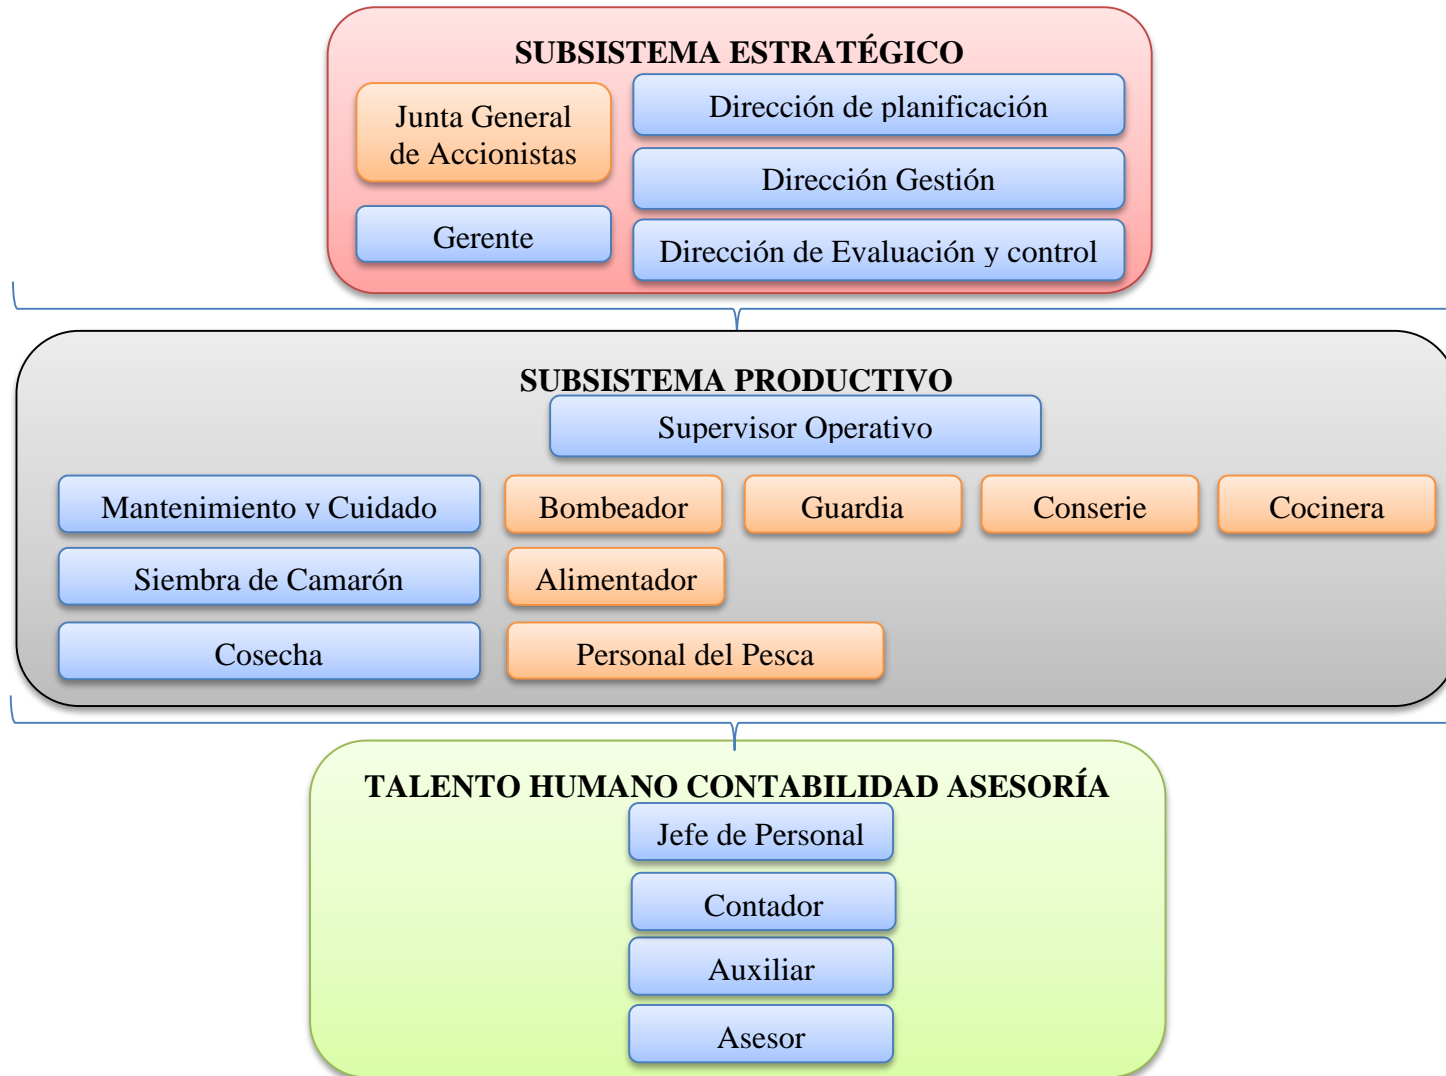 SUBSISTEMA ESTRATÉGICO
Junta General
de Accionistas
Gerente
Dirección de planificación
Dirección Gestión
Dirección de Evaluación y control
SUBSISTEMA PRODUCTIVO
Supervisor Operativo
Mantenimiento y Cuidado
Bombeador
Guardia
Conserje
Cocinera
Siembra de Camarón
Alimentador
Cosecha
Personal del Pesca
TALENTO HUMANO CONTABILIDAD ASESORÍA
Jefe de Personal
Contador
Auxiliar
Asesor